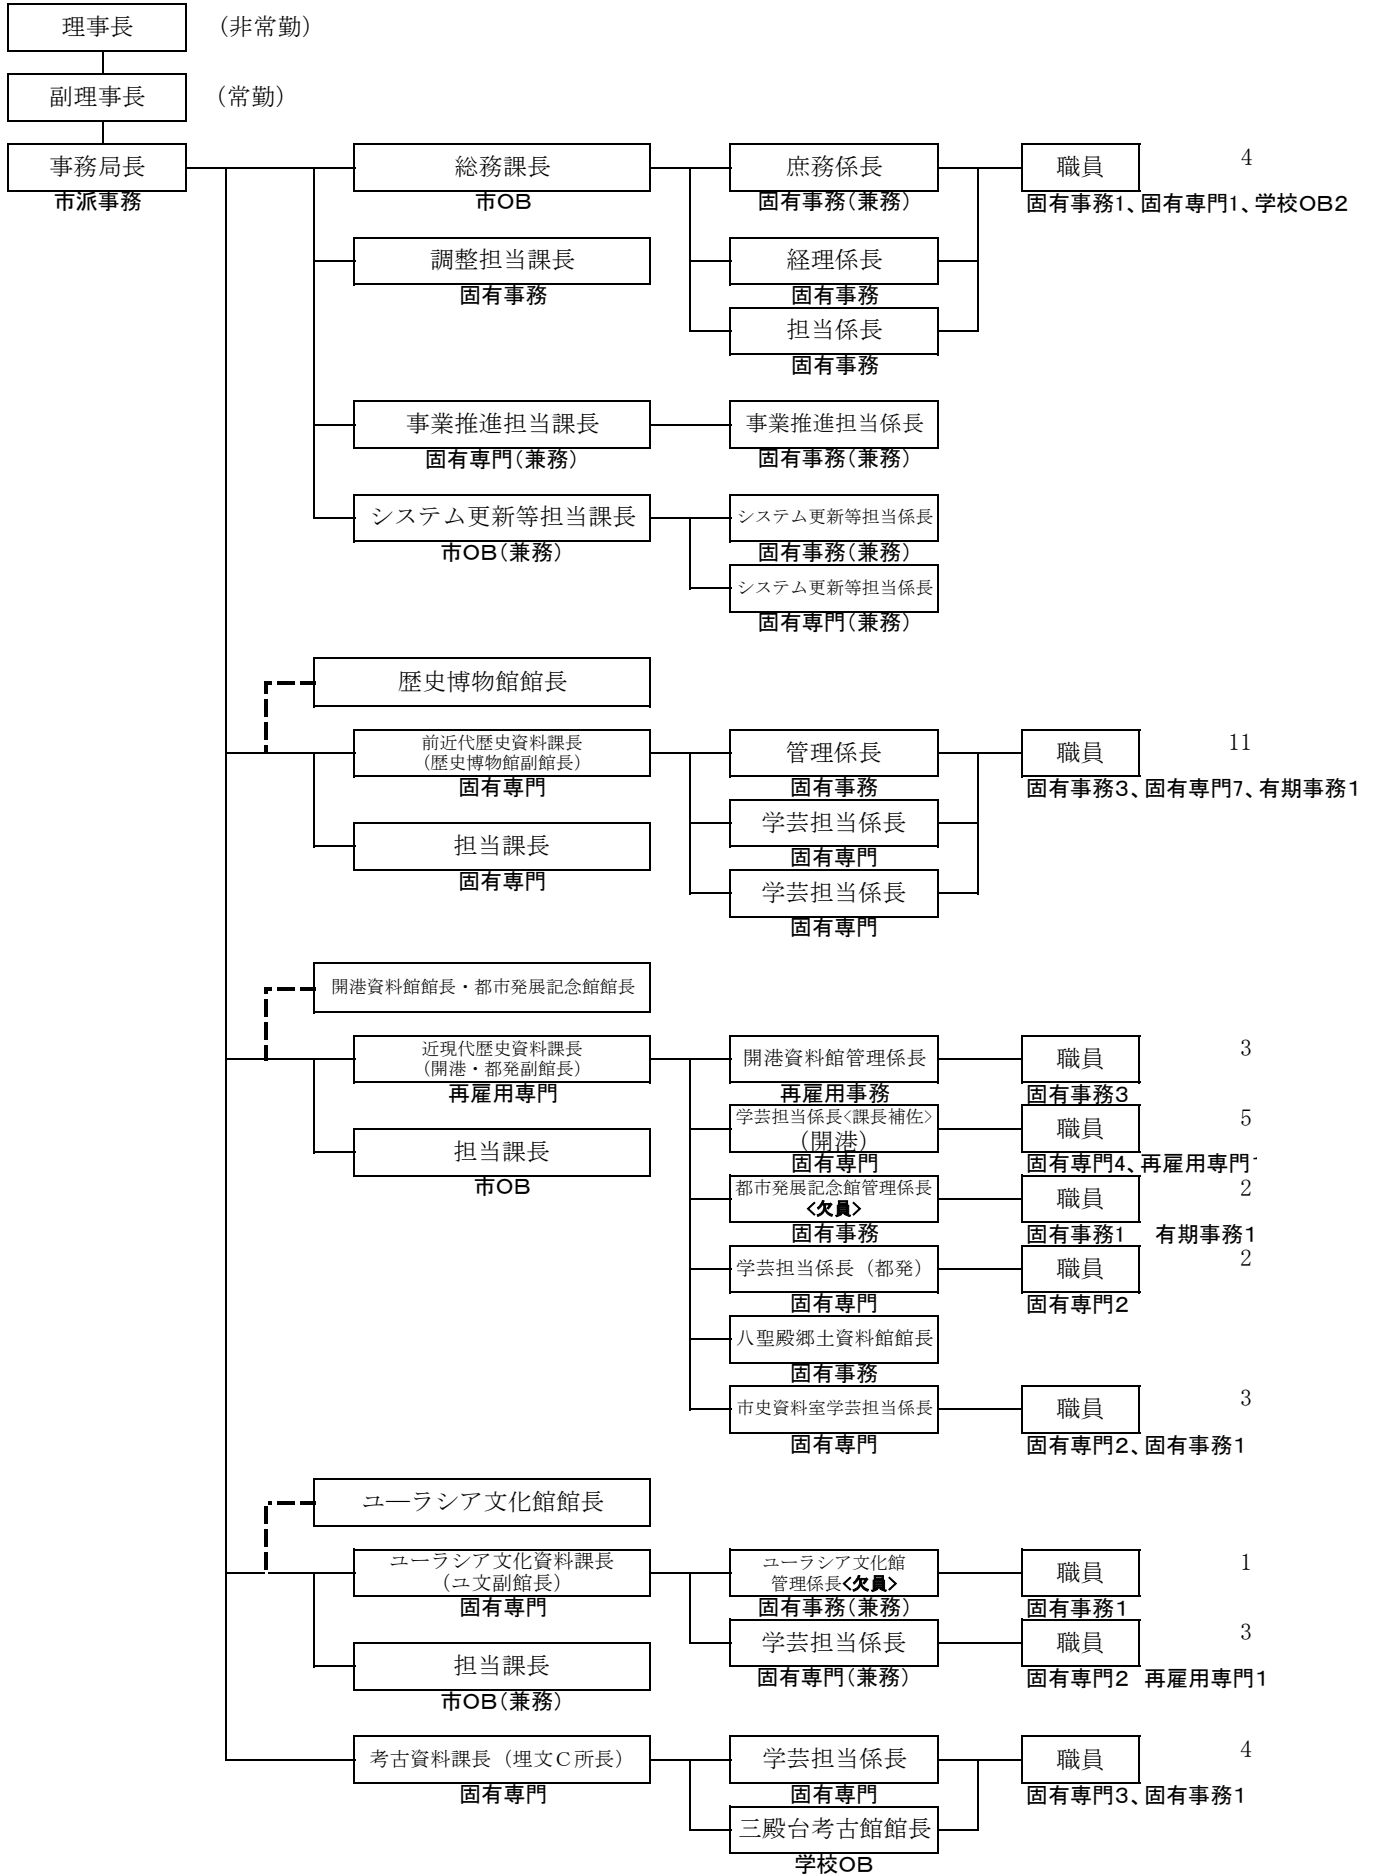 理事長 (非常勤)
副理事長 (常勤)
事務局長 総務課長 庶務係長 職員 4
市派事務 市OB 固有事務(兼務) 固有事務1、固有専門1、学校OB2
調整担当課長 経理係長
固有事務 固有事務
担当係長
固有事務
事業推進担当課長 事業推進担当係長
固有専門(兼務) 固有事務(兼務)
システム更新等担当課長 システム更新等担当係長
市OB(兼務) 固有事務(兼務)
システム更新等担当係長
固有専門(兼務)
歴史博物館館長
前近代歴史資料課長
(歴史博物館副館長) 管理係長 職員 11
固有専門 固有事務 固有事務3、固有専門7、有期事務1
担当課長 学芸担当係長
固有専門 固有専門
学芸担当係長
固有専門
開港資料館館長・都市発展記念館館長
近現代歴史資料課長
(開港・都発副館長) 開港資料館管理係長 職員 3
再雇用専門 再雇用事務 固有事務3
担当課長 学芸担当係長<課長補佐>
(開港) 職員 5
市OB 固有専門 固有専門4、再雇用専門1
都市発展記念館管理係長
<欠員> 職員 2
固有事務 固有事務1 有期事務1
学芸担当係長(都発) 職員 2
固有専門 固有専門2
八聖殿郷土資料館館長
固有事務
市史資料室学芸担当係長 職員 3
固有専門 固有専門2、固有事務1
ユーラシア文化館館長
ユーラシア文化資料課長
(ユ文副館長) ユーラシア文化館
管理係長<欠員> 職員 1
固有専門 固有事務(兼務) 固有事務1
担当課長 学芸担当係長 職員 3
市OB(兼務) 固有専門(兼務) 固有専門2 再雇用専門1
考古資料課長(埋文C所長) 学芸担当係長 職員 4
固有専門 固有専門 固有専門3、固有事務1
三殿台考古館館長
学校OB